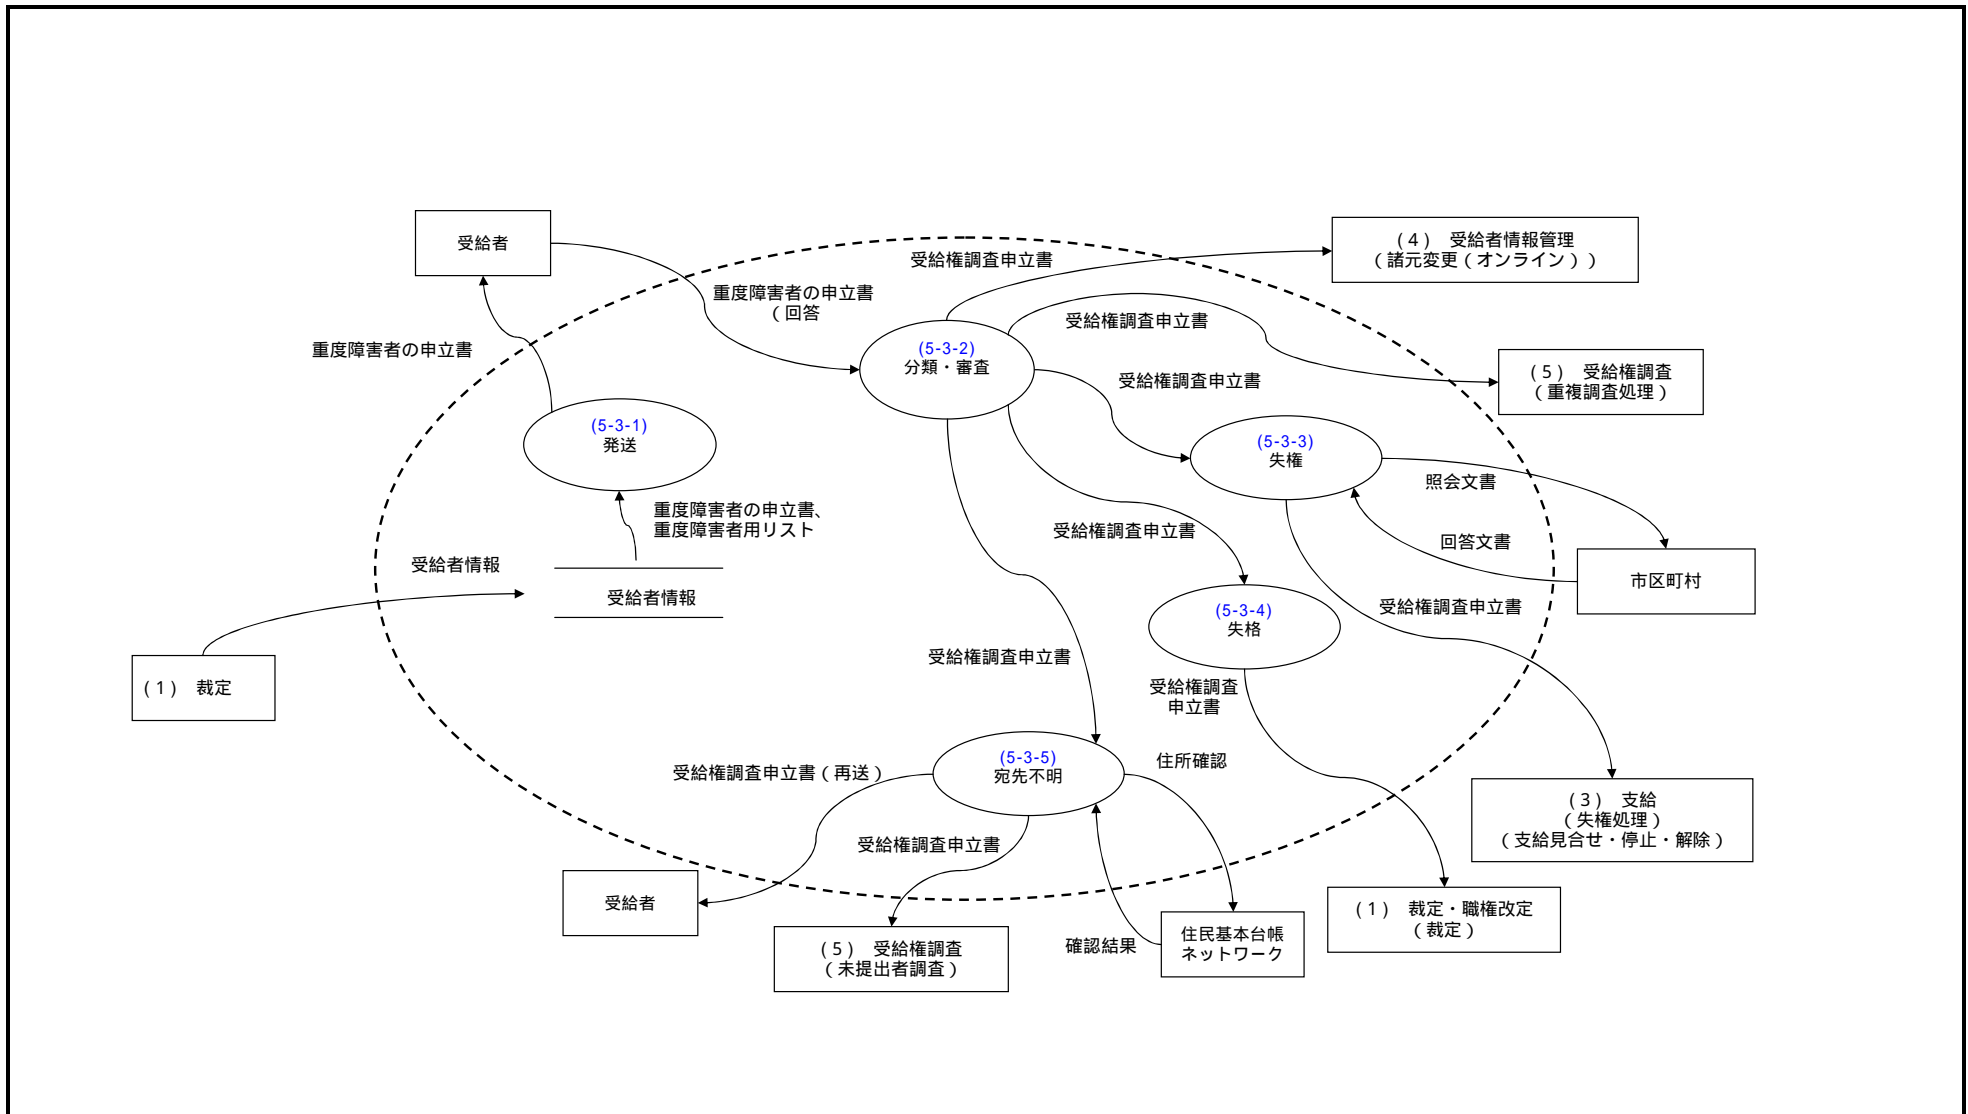 受給者
(４)　受給者情報管理
（諸元変更（オンライン））
受給権調査申立書
重度障害者の申立書
（回答
受給権調査申立書
(5-3-2)
分類・審査
重度障害者の申立書
受給権調査申立書
(５)　受給権調査
（重複調査処理）
(5-3-1)
発送
(5-3-3)
失権
照会文書
重度障害者の申立書、
重度障害者用リスト
受給権調査申立書
回答文書
受給者情報
市区町村
受給者情報
(5-3-4)
失格
受給権調査申立書
受給権調査申立書
(１)　裁定
受給権調査
申立書
(5-3-5)
宛先不明
住所確認
受給権調査申立書（再送）
(３)　支給
（失権処理）
（支給見合せ・停止・解除）
受給権調査申立書
受給者
(１)　裁定・職権改定
（裁定）
住民基本台帳
ネットワーク
確認結果
(５)　受給権調査
（未提出者調査）